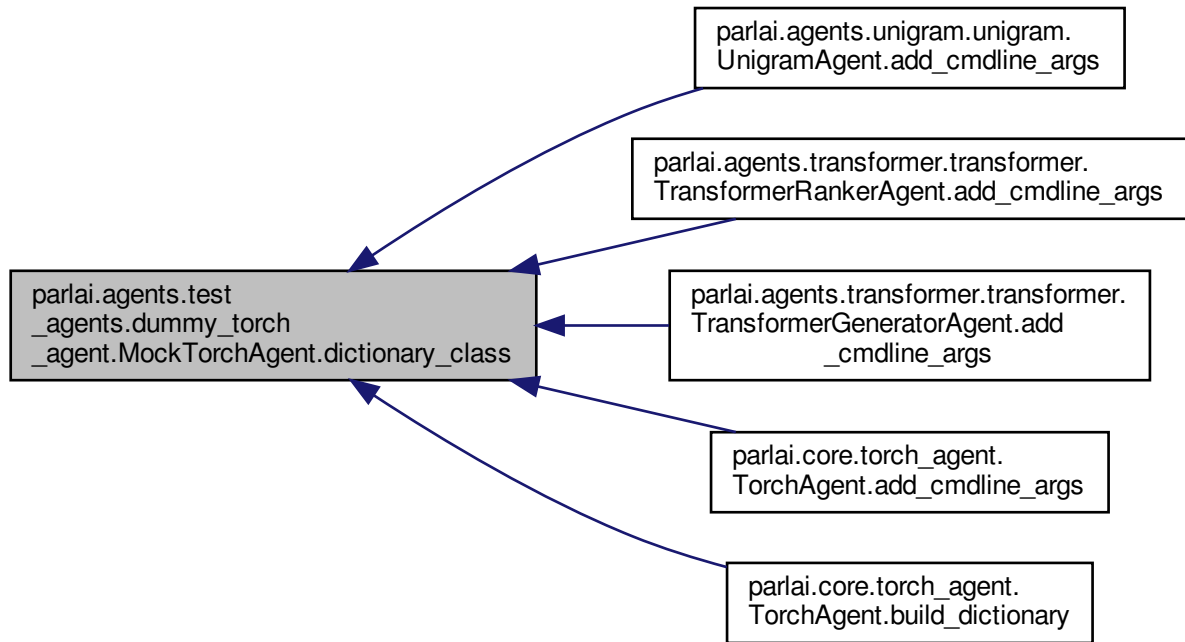 parlai.agents.unigram.unigram.
UnigramAgent.add_cmdline_args
parlai.agents.transformer.transformer.
TransformerRankerAgent.add_cmdline_args
parlai.agents.test
_agents.dummy_torch
_agent.MockTorchAgent.dictionary_class
parlai.agents.transformer.transformer.
TransformerGeneratorAgent.add
_cmdline_args
parlai.core.torch_agent.
TorchAgent.add_cmdline_args
parlai.core.torch_agent.
TorchAgent.build_dictionary